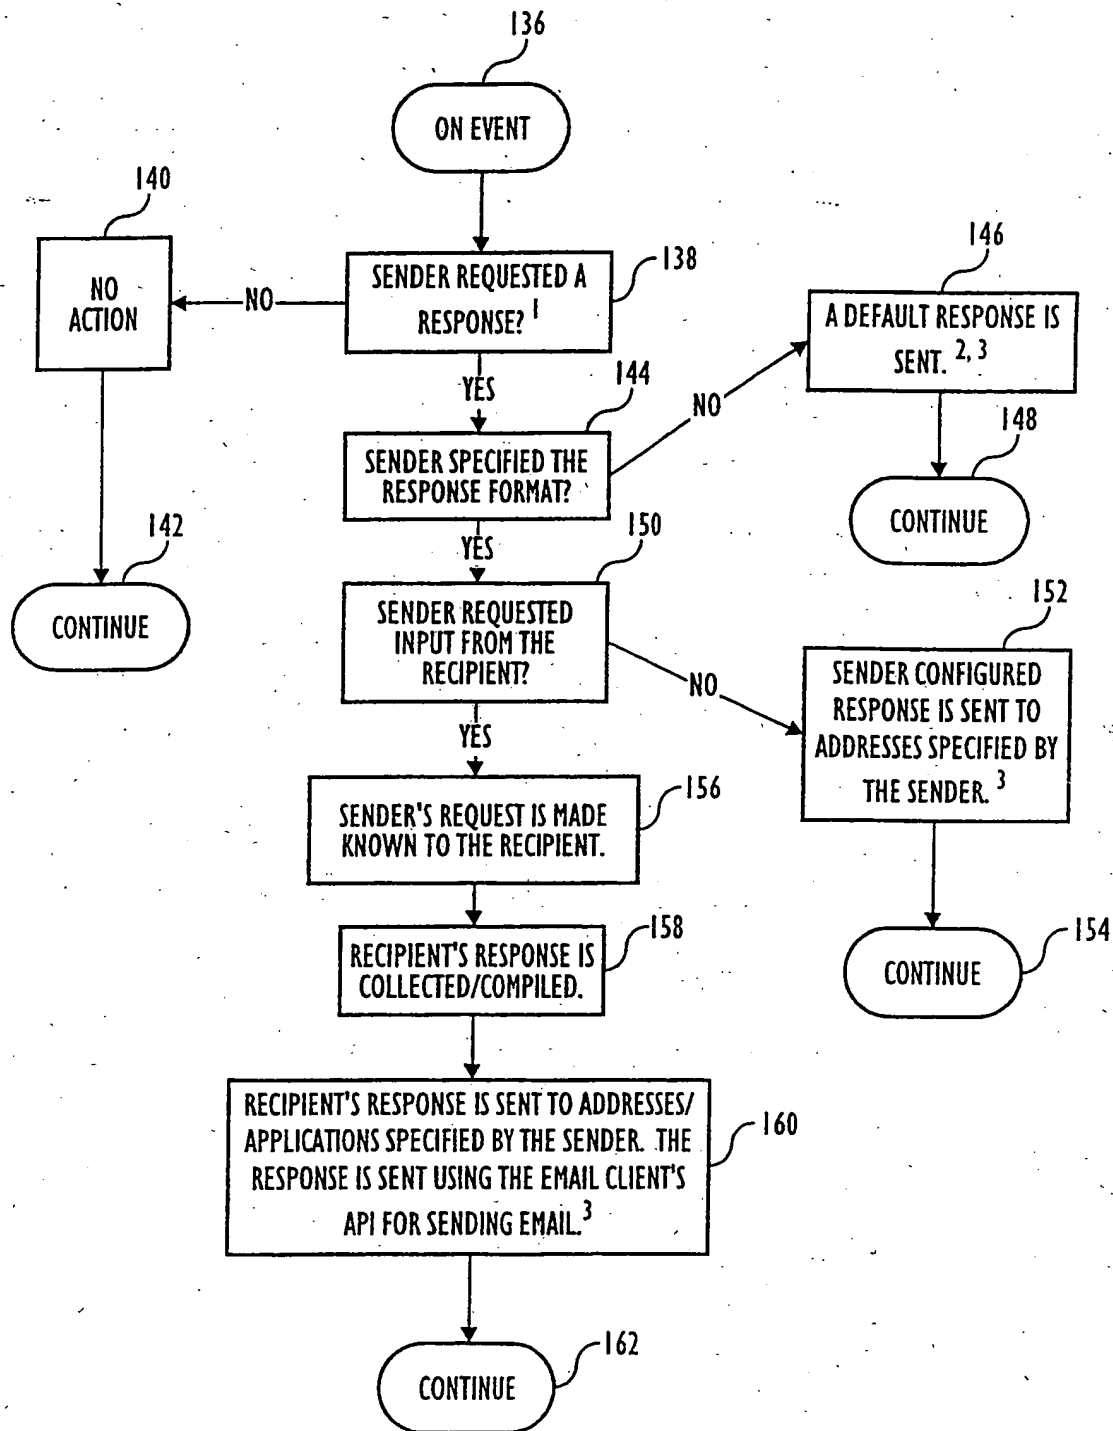 136
ON EVENT
140
NO
ACTION
NO
SENDER REQUESTED A
RESPONSE? 1
138
146
A DEFAULT RESPONSE IS
SENT. 2, 3
YES
144
NO
SENDER SPECIFIED THE
RESPONSE FORMAT?
148
CONTINUE
142
CONTINUE
YES
150
SENDER REQUESTED
INPUT FROM THE
RECIPIENT?
NO
152
SENDER CONFIGURED
RESPONSE IS SENT TO
ADDRESSES SPECIFIED BY
THE SENDER. 3
YES
SENDER'S REQUEST IS MADE
KNOWN TO THE RECIPIENT.
156
RECIPIENT'S RESPONSE IS
COLLECTED/COMPILED.
158
CONTINUE
154
RECIPIENT'S RESPONSE IS SENT TO ADDRESSES/
APPLICATIONS SPECIFIED BY THE SENDER. THE
RESPONSE IS SENT USING THE EMAIL CLIENT'S
API FOR SENDING EMAIL. 3
160
CONTINUE
162